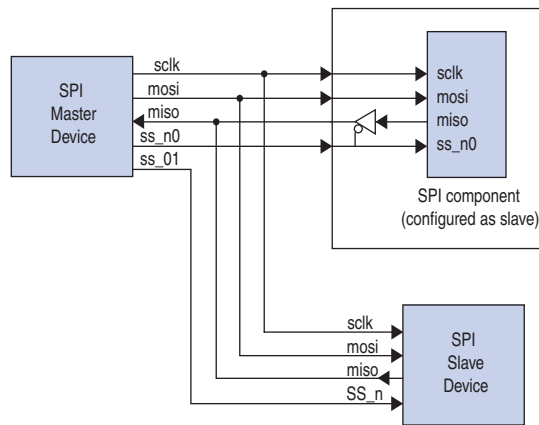 sclk
mosi
miso
ss_n0
ss_01
SPI
Master
Device
sclk
mosi
miso
ss_n0
SPI component
(configured as slave)
sclk
mosi
miso
SS_n
SPI
Slave
Device